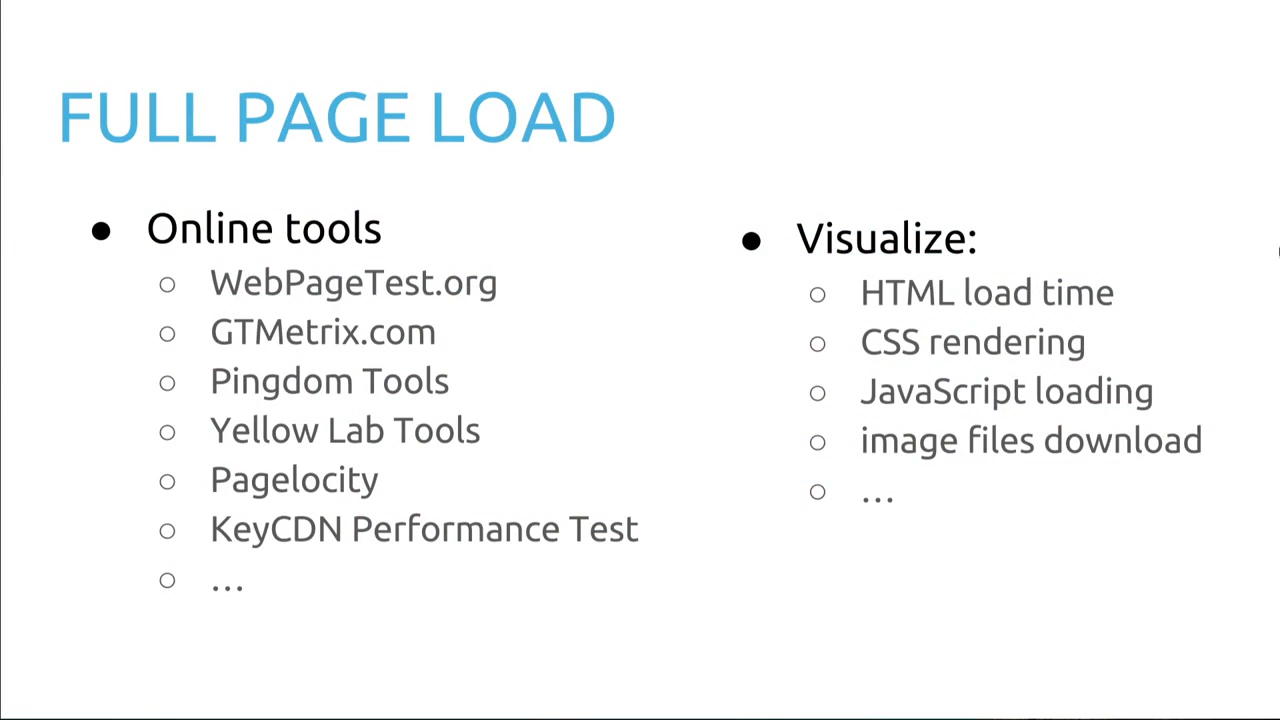 FULL PAGE LOAD
● Online tools
○ WebPageTest.org
○ GTMetrix.com
○ Pingdom Tools
○ Yellow Lab Tools
○ Pagelocity
○ KeyCDN Performance Test
○ ...
● Visualize:
○ HTML load time
○ CSS rendering
○ JavaScript loading
○ image files download
○ ...